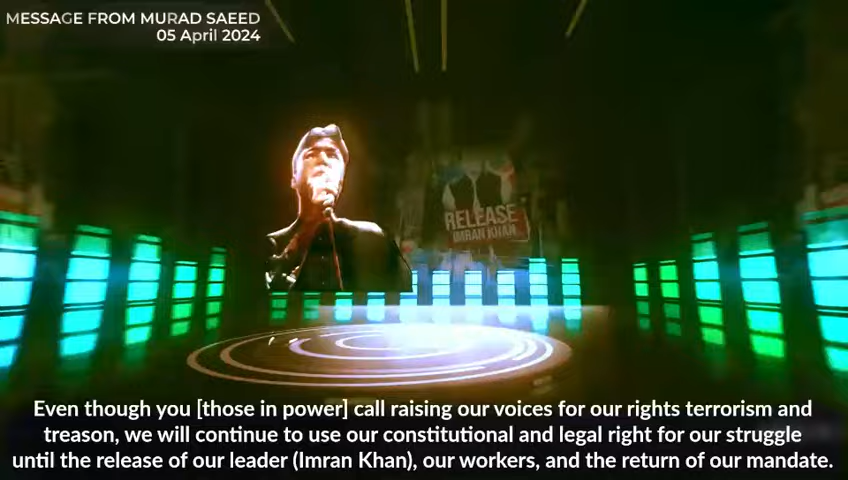 MESSAGE FROM MURAD SAEED
05 April 2024
RELEASE
IMRAN KHAN
Even though you [those in power] call raising our voices for our rights terrorism and
treason, we will continue to use our constitutional and legal right for our struggle
until the release of our leader (Imran Khan), our workers, and the return of our mandate.